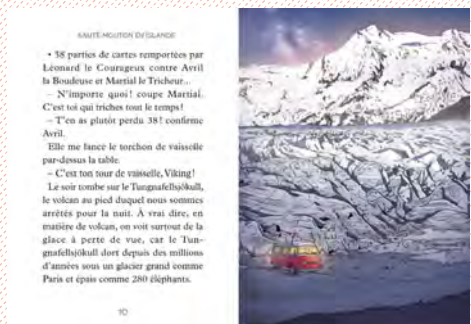 SAUTE-MOUTON EN ISLANDE
• 38 parties de cartes remportées par
Léonard le Courageux contre Avril
la Boudeuse et Martial le Tricheur...
– N'importe quoi ! coupe Martial.
C'est toi qui triches tout le temps !
– T'en as plutôt perdu 38 ! confirme
Avril.
Elle me lance le torchon de vaisselle
par-dessus la table.
– C'est ton tour de vaisselle, Viking !
Le soir tombe sur le Tungnafellsjökull,
le volcan au pied duquel nous sommes
arrêtés pour la nuit. À vrai dire, en
matière de volcan, on voit surtout de la
glace à perte de vue, car le Tun-
gnafellsjökull dort depuis des millions
d'années sous un glacier grand comme
Paris et épais comme 280 éléphants.
10